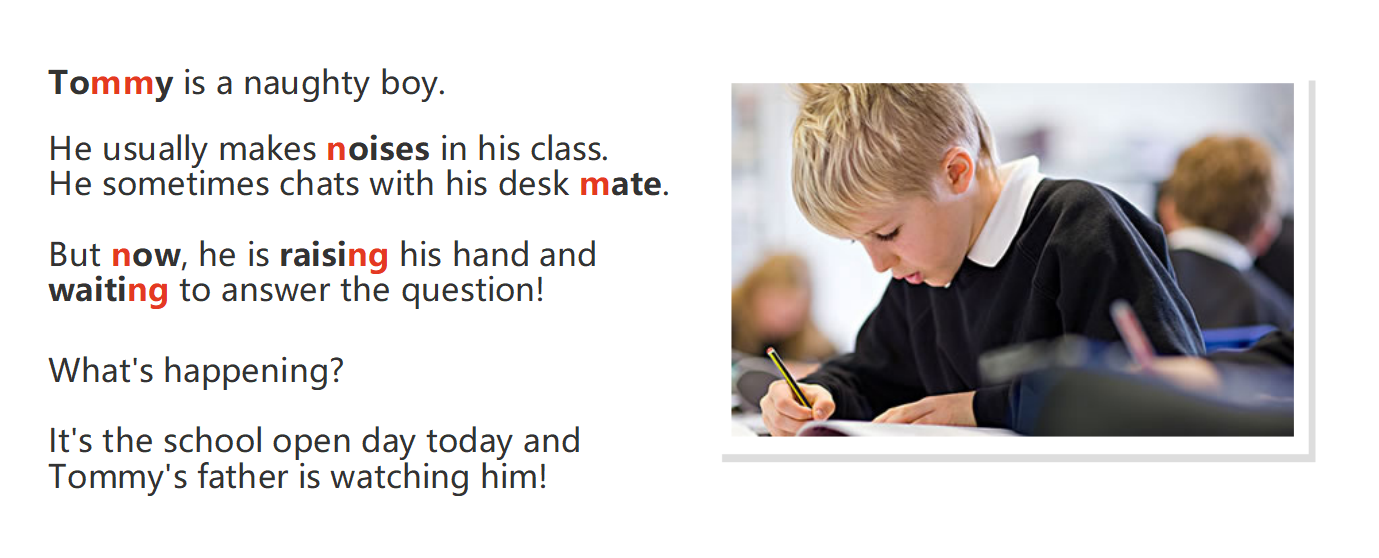 Tommy is a naughty boy.
He usually makes noises in his class.
He sometimes chats with his desk mate.
But now, he is raising his hand and
waiting to answer the question!
What's happening?
It's the school open day today and
Tommy's father is watching him!